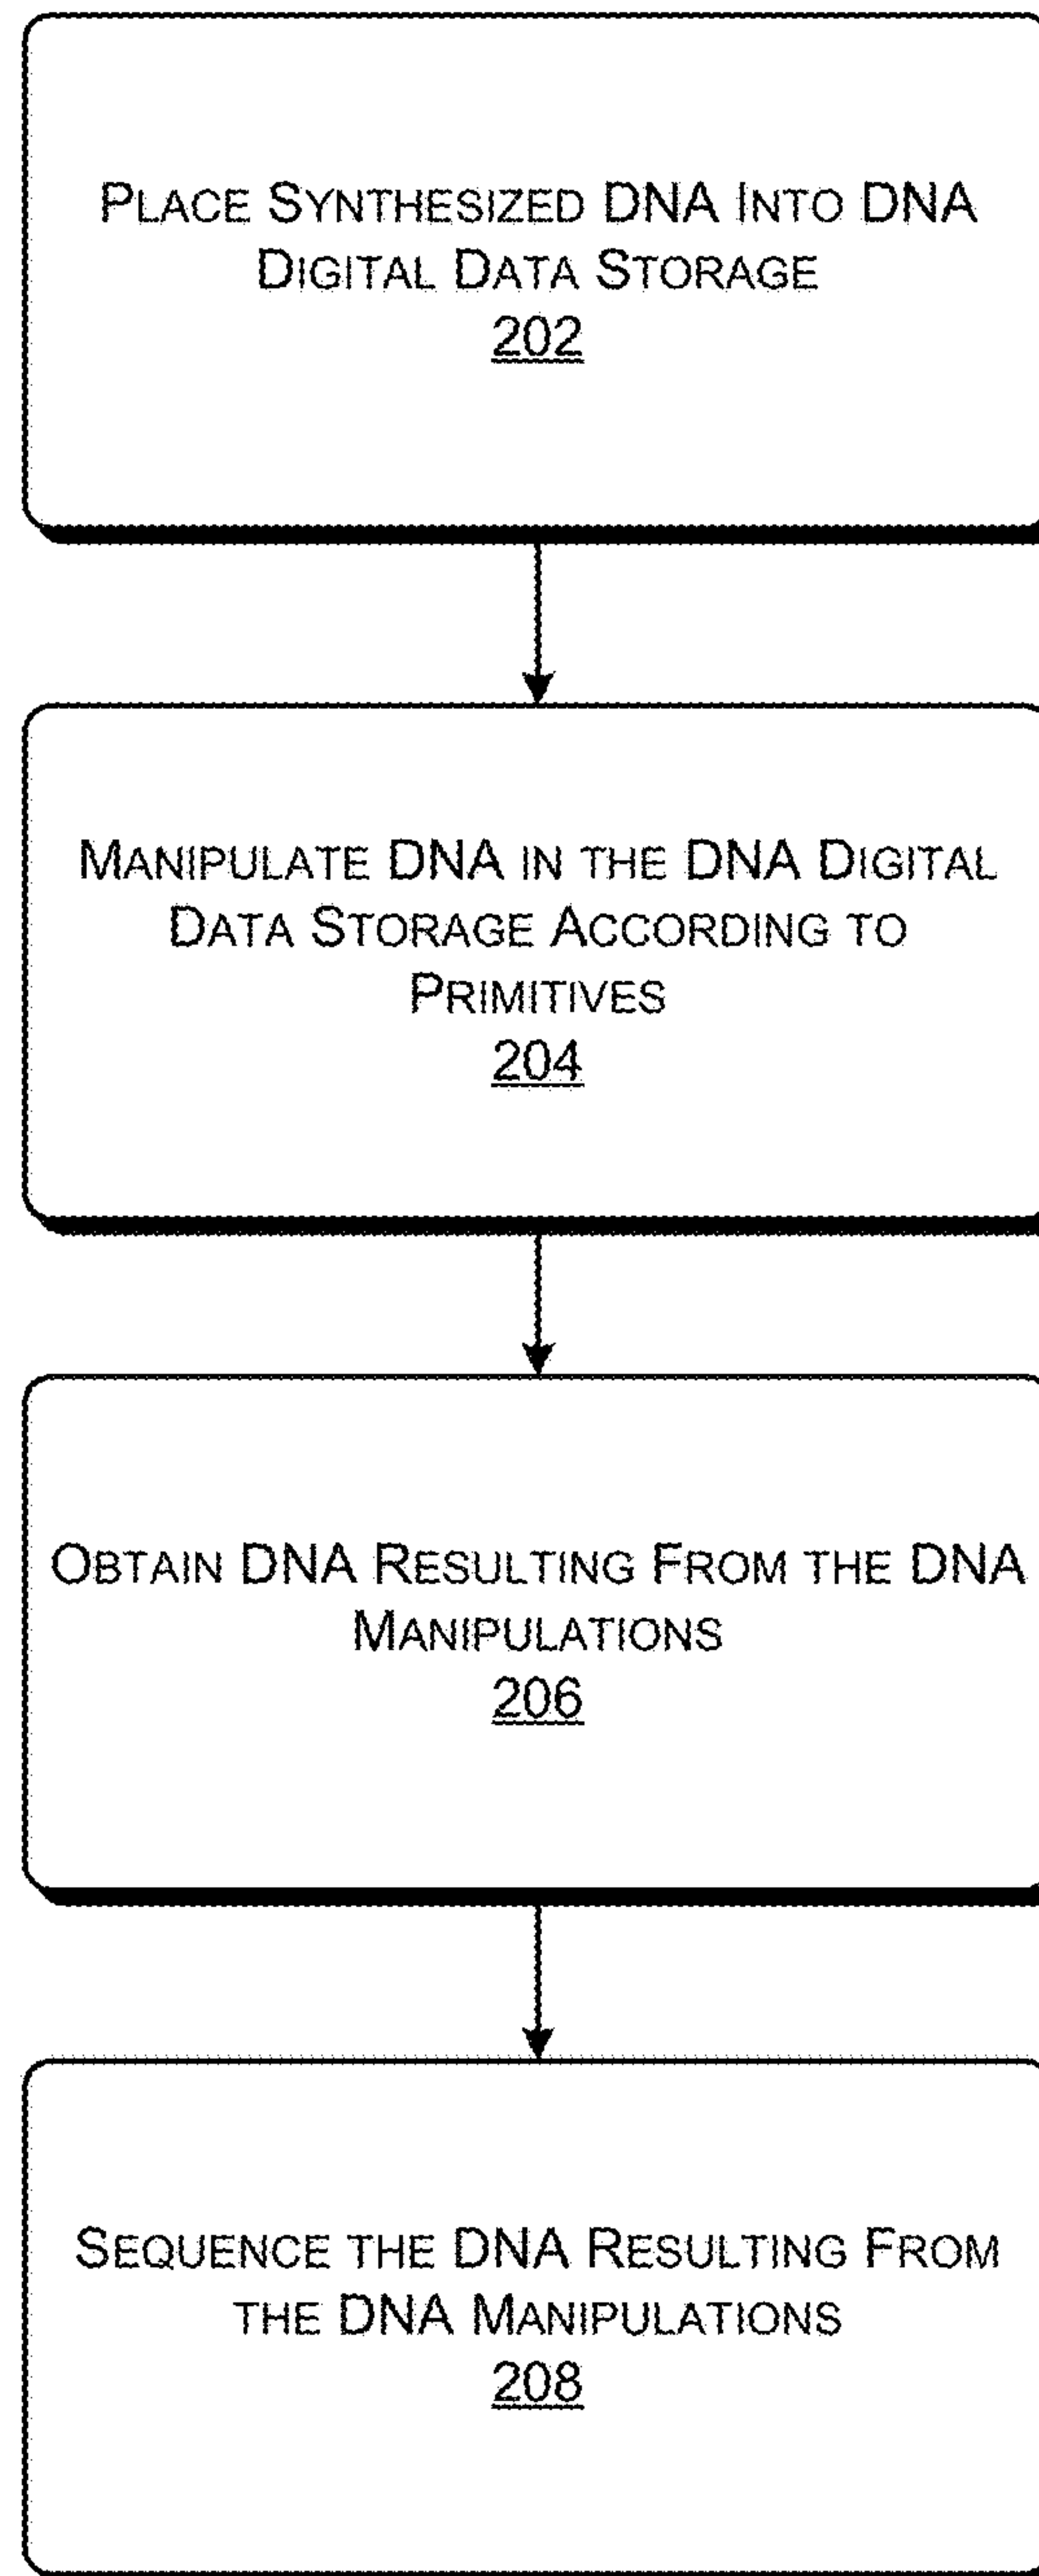 PLACE SYNTHESIZED DNA INTO DNA
DIGITAL DATA STORAGE
202
MANIPULATE DNA IN THE DNA DIGITAL
DATA STORAGE ACCORDING TO
PRIMITIVES
204
OBTAIN DNA RESULTING FROM THE DNA
MANIPULATIONS
206
SEQUENCE THE DNA RESULTING FROM
THE DNA MANIPULATIONS
208